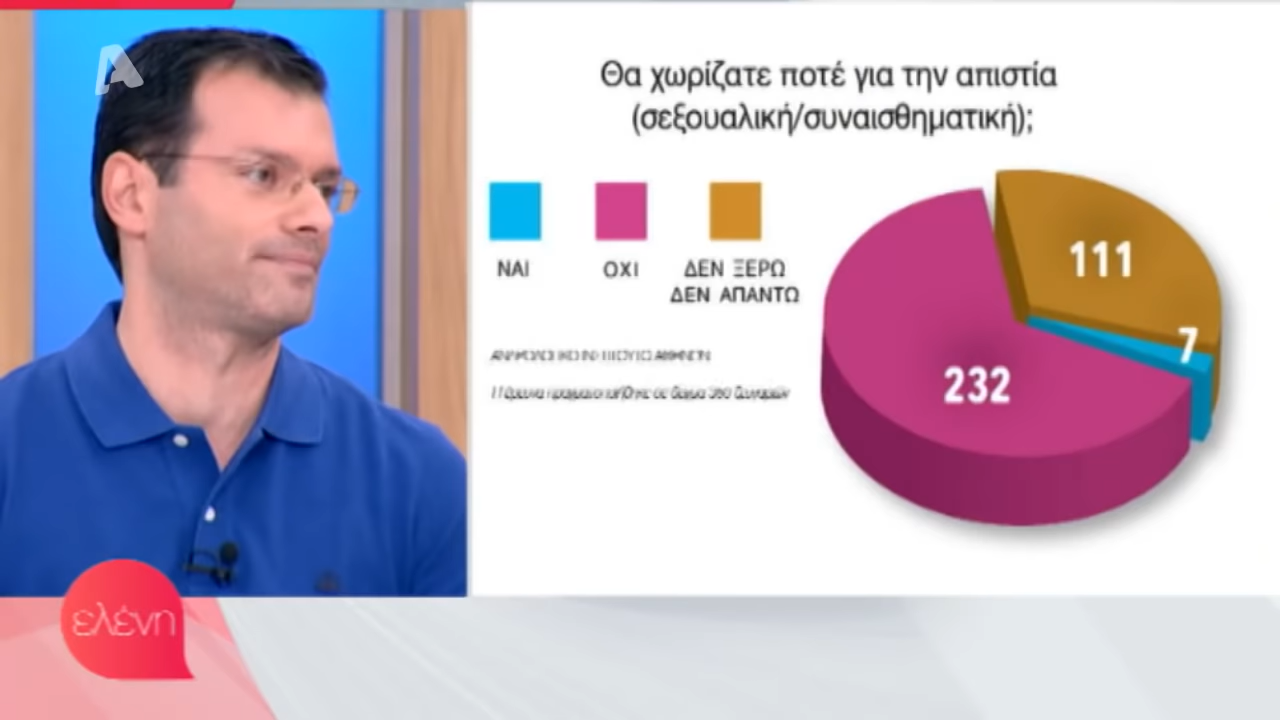 Θα χωρίζατε ποτέ για την απιστία
(σεξουαλική/συναισθηματική);
ΝΑΙ
ΟΧΙ
ΔΕΝ ΞΕΡΩ
ΔΕΝ ΑΠΑΝΤΩ
111
7
232
ελένη